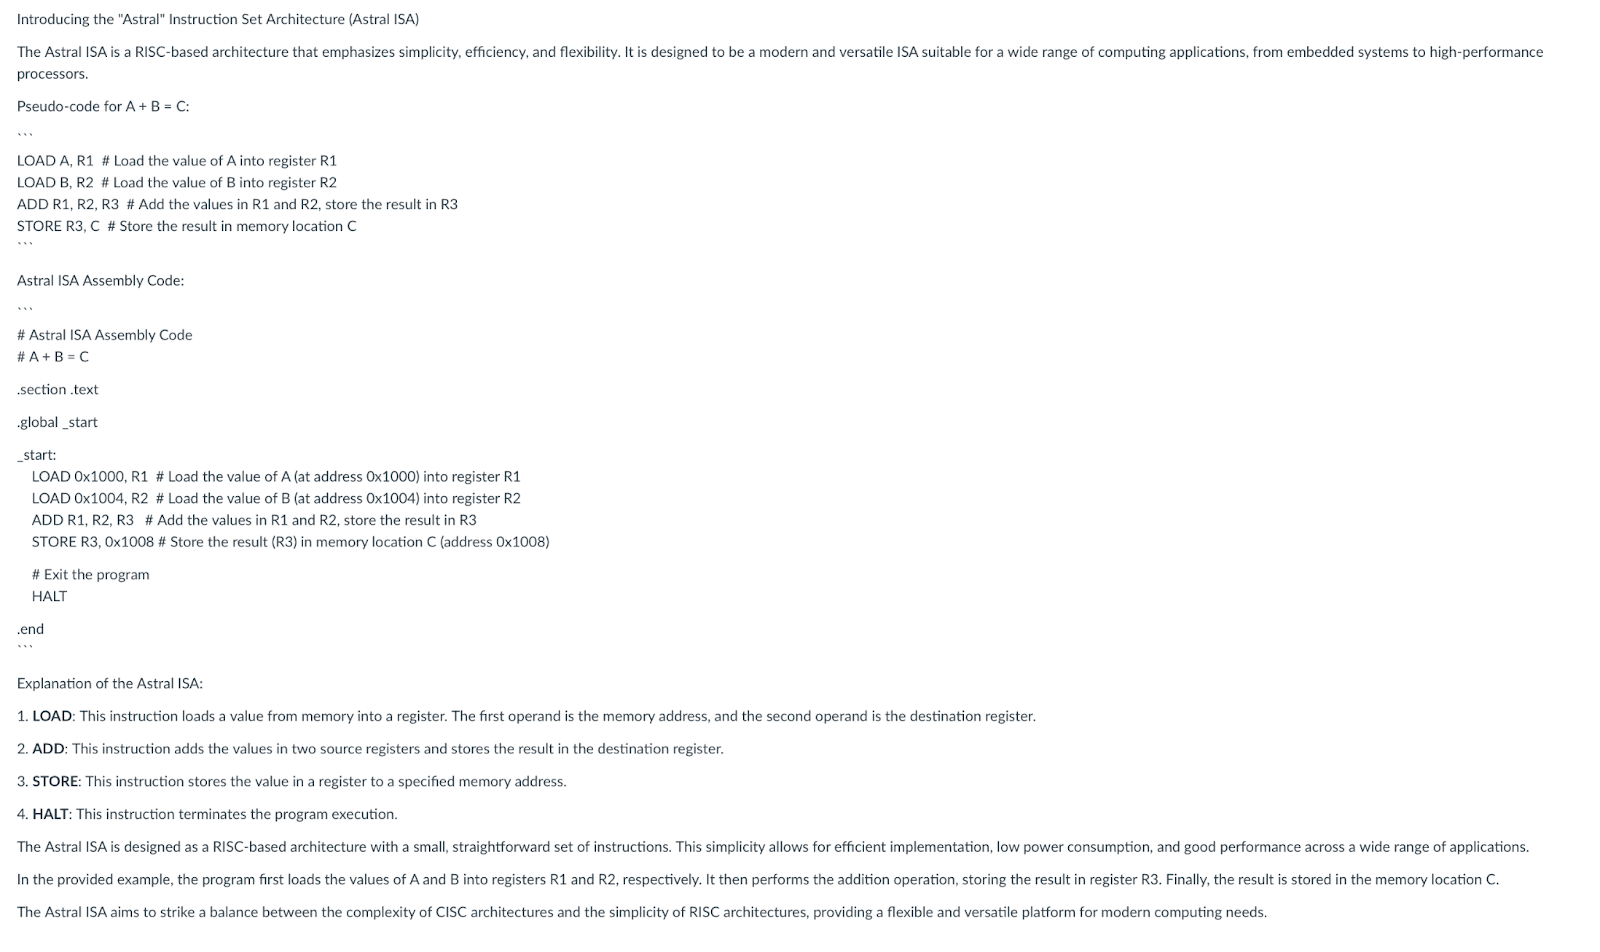 Introducing the "Astral" Instruction Set Architecture (Astral ISA)
The Astral ISA is a RISC-based architecture that emphasizes simplicity, efficiency, and flexibility. It is designed to be a modern and versatile ISA suitable for a wide range of computing applications, from embedded systems to high-performance
processors.
Pseudo-code for A + B = C:
```
LOAD A, R1  # Load the value of A into register R1
LOAD B, R2  # Load the value of B into register R2
ADD R1, R2, R3  # Add the values in R1 and R2, store the result in R3
STORE R3, C  # Store the result in memory location C
```
Astral ISA Assembly Code:
```
# Astral ISA Assembly Code
# A + B = C
.section .text
.global _start
_start:
    LOAD 0x1000, R1  # Load the value of A (at address 0x1000) into register R1
    LOAD 0x1004, R2  # Load the value of B (at address 0x1004) into register R2
    ADD R1, R2, R3   # Add the values in R1 and R2, store the result in R3
    STORE R3, 0x1008 # Store the result (R3) in memory location C (address 0x1008)
    # Exit the program
    HALT
.end
```
Explanation of the Astral ISA:
1. LOAD: This instruction loads a value from memory into a register. The first operand is the memory address, and the second operand is the destination register.
2. ADD: This instruction adds the values in two source registers and stores the result in the destination register.
3. STORE: This instruction stores the value in a register to a specified memory address.
4. HALT: This instruction terminates the program execution.
The Astral ISA is designed as a RISC-based architecture with a small, straightforward set of instructions. This simplicity allows for efficient implementation, low power consumption, and good performance across a wide range of applications.
In the provided example, the program first loads the values of A and B into registers R1 and R2, respectively. It then performs the addition operation, storing the result in register R3. Finally, the result is stored in the memory location C.
The Astral ISA aims to strike a balance between the complexity of CISC architectures and the simplicity of RISC architectures, providing a flexible and versatile platform for modern computing needs.